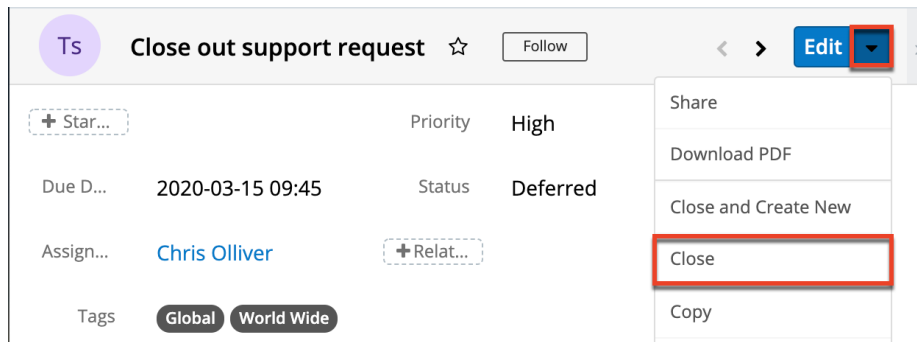 Ts Close out support request Follow Edit
Share
+ Star... Priority High
Download PDF
Due D... 2020-03-15 09:45 Status Deferred
Close and Create New
Assign... Chris Olliver +Relat...
Close
Tags Global World Wide
Copy